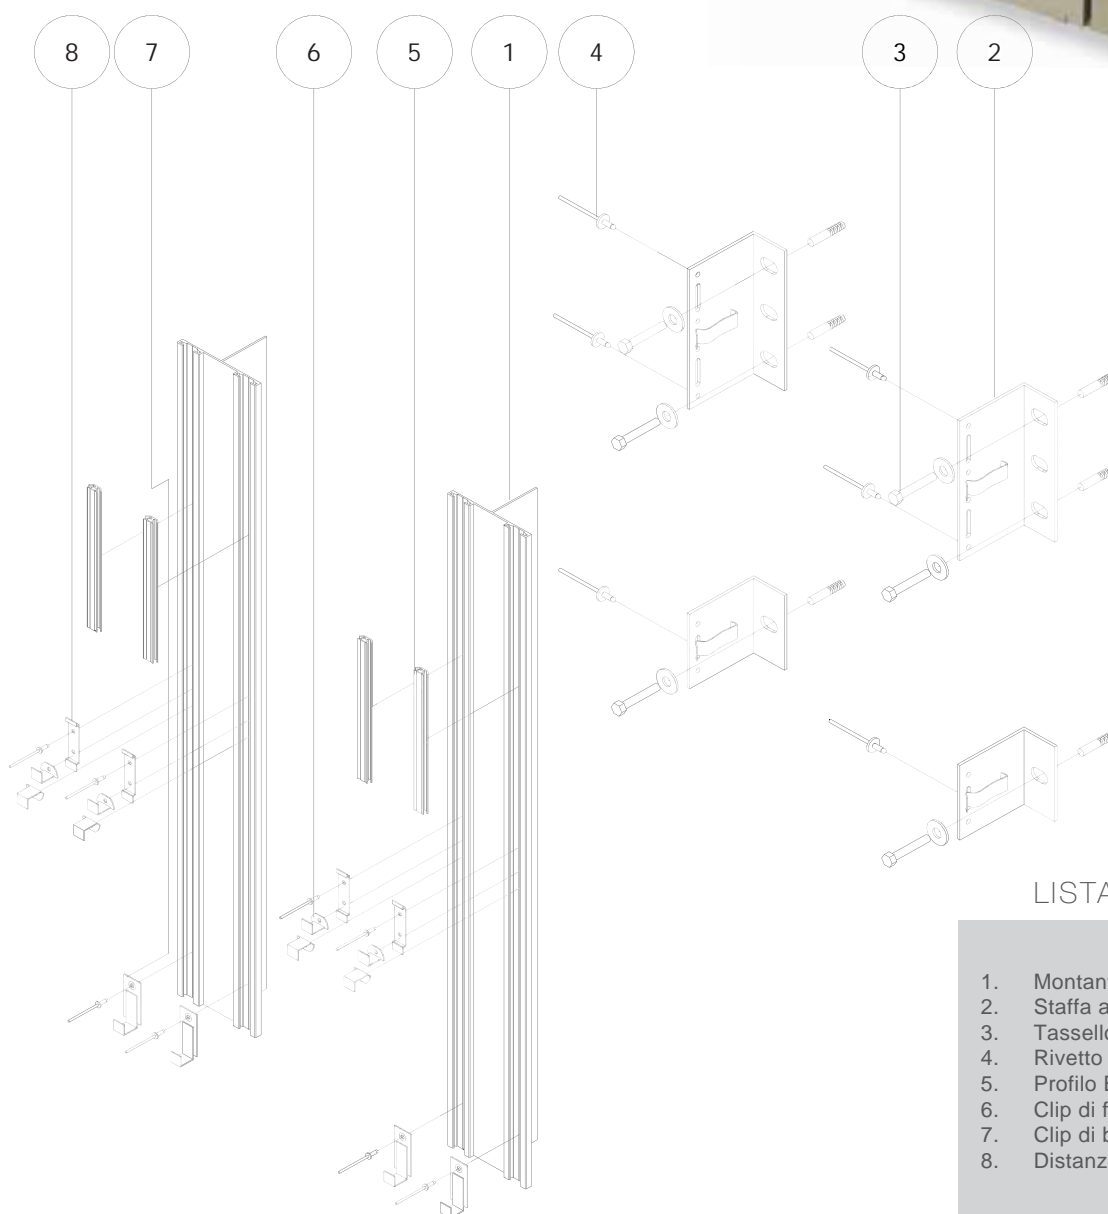 8 7 6 5 1 4 3 2
LISTA
1. Montant
2. Staffa a
3. Tassello
4. Rivetto
5. Profilo E
6. Clip di f
7. Clip di b
8. Distanz